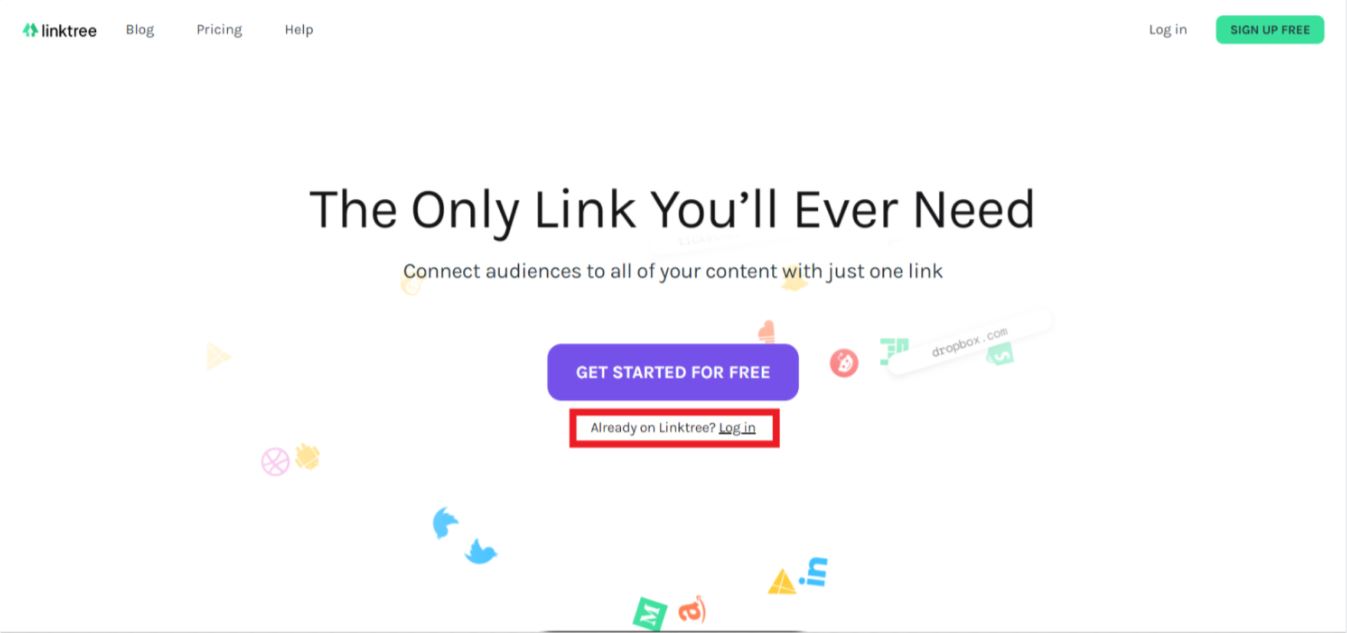 linktree Blog Pricing Help Log in SIGN UP FREE
The Only Link You’ll Ever Need
Connect audiences to all of your content with just one link
dropbox.com
GET STARTED FOR FREE
Already on Linktree? Log in